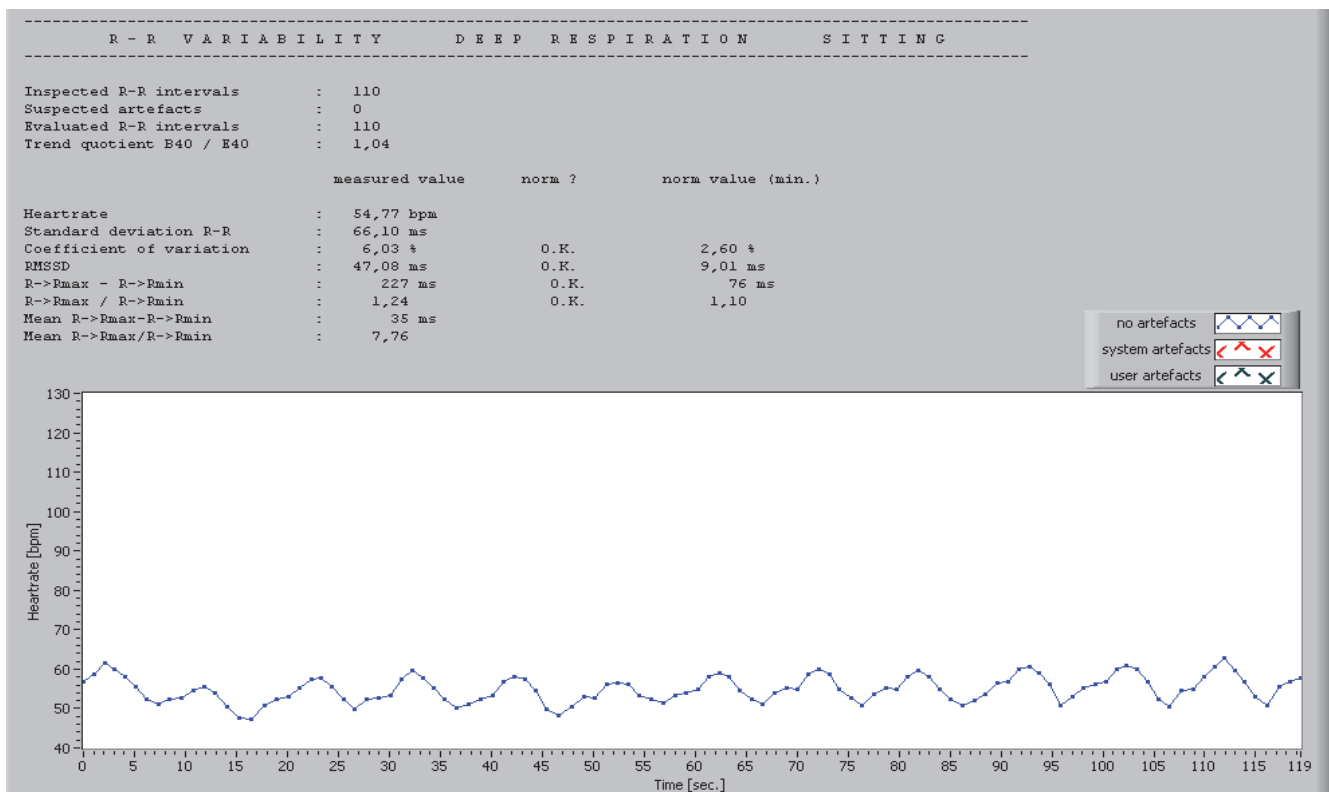 R - R   V A R I A B I L I T Y   D E E P   R E S P I R A T I O N   S I T T I N G
Inspected R-R intervals : 110
Suspected artefacts : 0
Evaluated R-R intervals : 110
Trend quotient B40 / E40 : 1,04
measured value norm ? norm value (min.)
Heartrate : 54,77 bpm
Standard deviation R-R : 66,10 ms
Coefficient of variation : 6,03 % O.K. 2,60 %
RMSSD : 47,08 ms O.K. 9,01 ms
R->Rmax - R->Rmin : 227 ms O.K. 76 ms
R->Rmax / R->Rmin : 1,24 O.K. 1,10
Mean R->Rmax-R->Rmin : 35 ms
Mean R->Rmax/R->Rmin : 7,76
no artefacts
system artefacts
user artefacts
Heartrate [bpm]
130
120
110
100
90
80
70
60
50
40
0 5 10 15 20 25 30 35 40 45 50 55 60 65 70 75 80 85 90 95 100 105 110 115 119
Time [sec.]